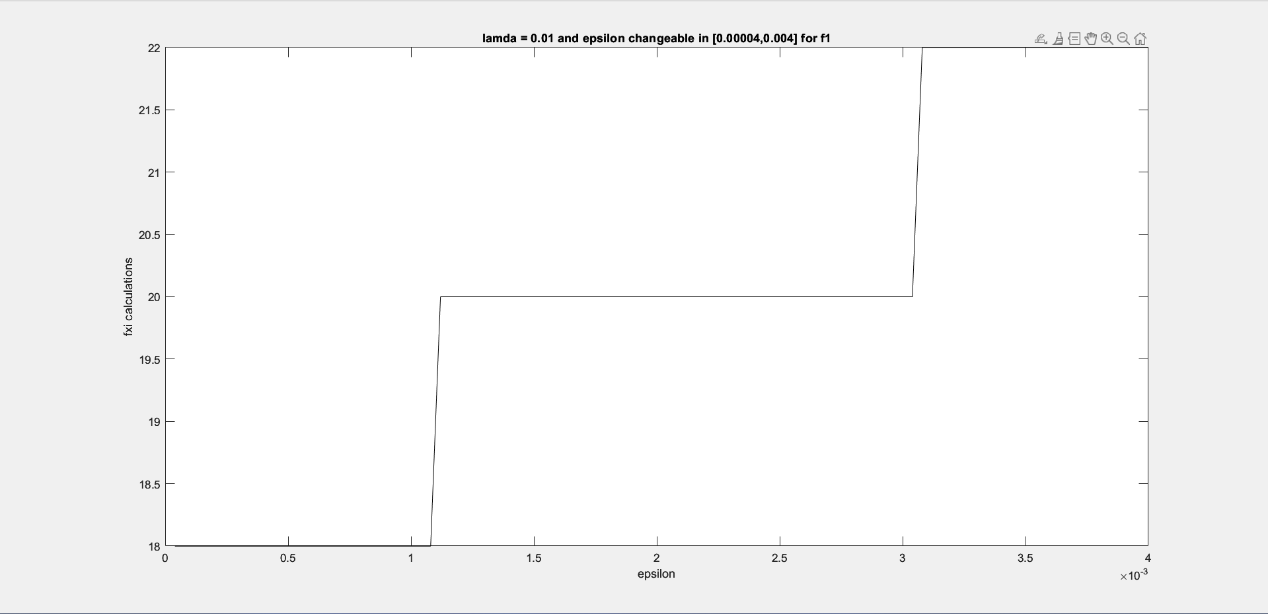 lamda = 0.01 and epsilon changeable in [0.00004,0.004] for f1
22
21.5
21
20.5
20
19.5
19
18.5
18
fxi calculations
0 0.5 1 1.5 2 2.5 3 3.5 4
epsilon
×10⁻³